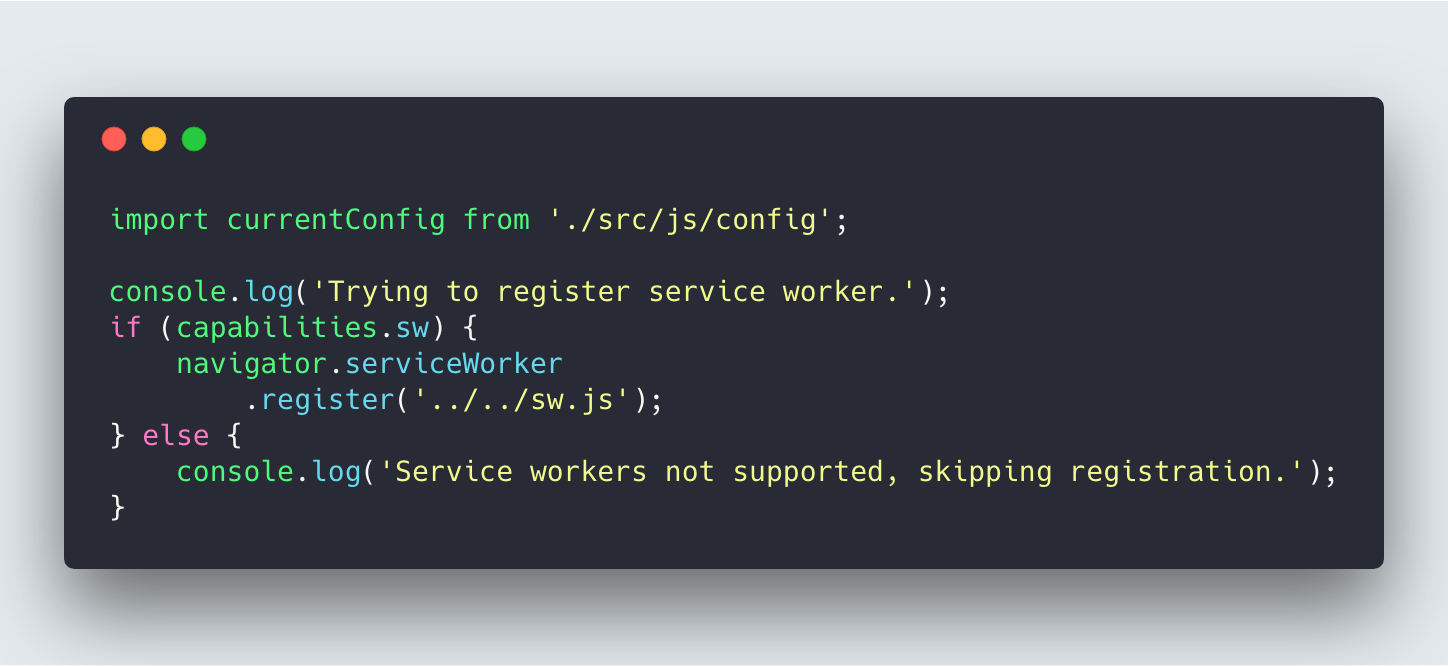 import currentConfig from './src/js/config';

console.log('Trying to register service worker.');
if (capabilities.sw) {
    navigator.serviceWorker
        .register('../../sw.js');
} else {
    console.log('Service workers not supported, skipping registration.');
}